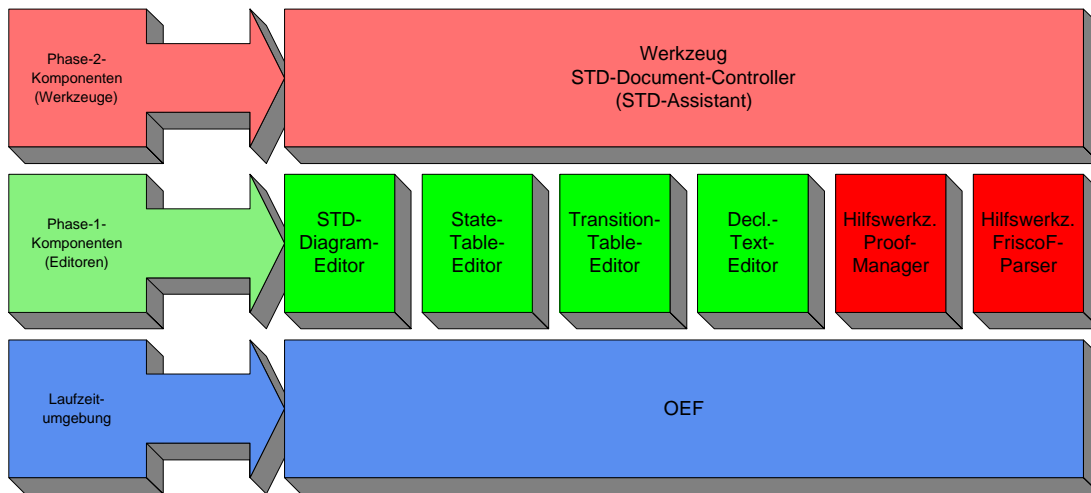 Phase-2-
Komponenten
(Werkzeuge)
Werkzeug
STD-Document-Controller
(STD-Assistant)
Phase-1-
Komponenten
(Editoren)
STD-
Diagram-
Editor
State-
Table-
Editor
Transition-
Table-
Editor
Decl.-
Text-
Editor
Hilfswerkz.
Proof-
Manager
Hilfswerkz.
FriscoF-
Parser
Laufzeit-
umgebung
OEF